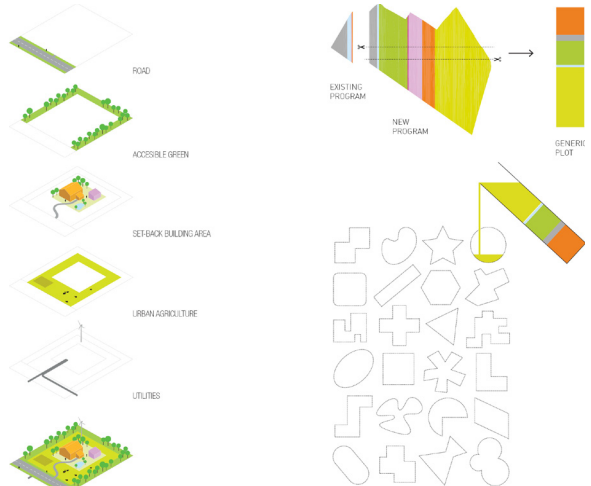 ROAD
ACCESIBLE GREEN
SET-BACK BUILDING AREA
URBAN AGRICULTURE
UTILITIES
EXISTING
PROGRAM
NEW
PROGRAM
GENERIC
PLOT